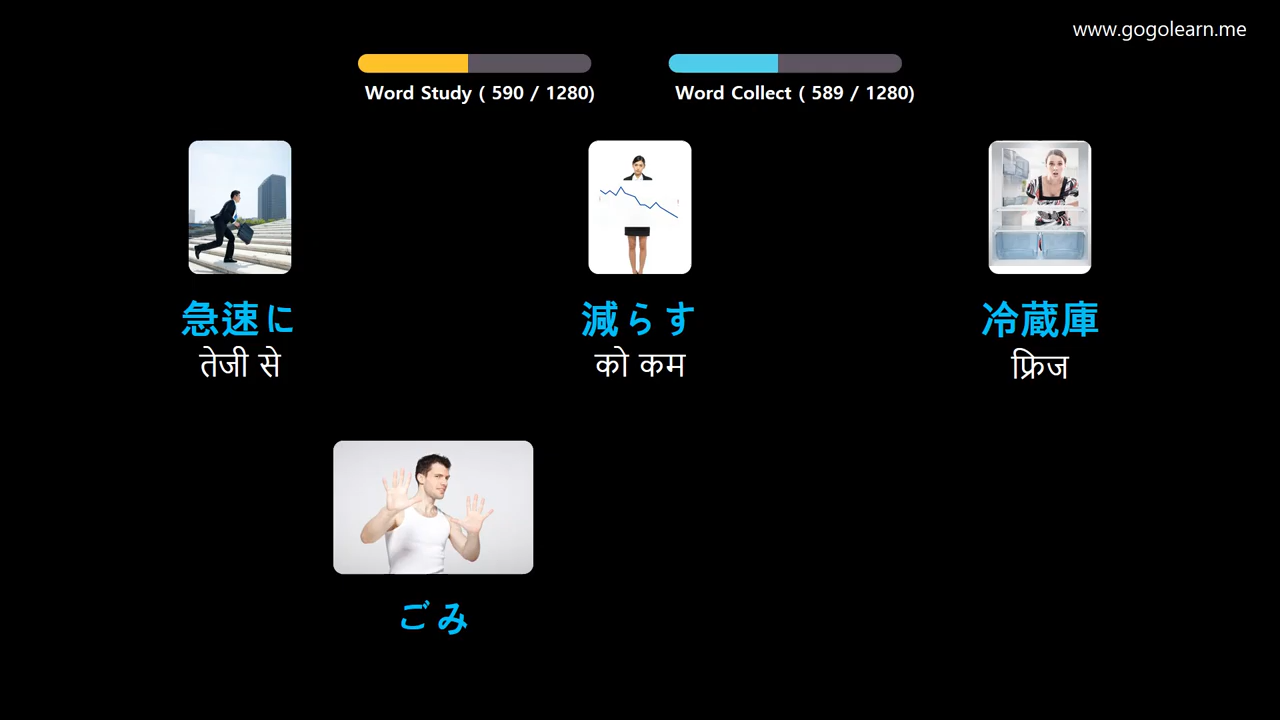 www.gogolearn.me
Word Study ( 590 / 1280)
Word Collect ( 589 / 1280)
急速に
तेजी से
減らす
को कम
冷蔵庫
फ्रिज
ごみ